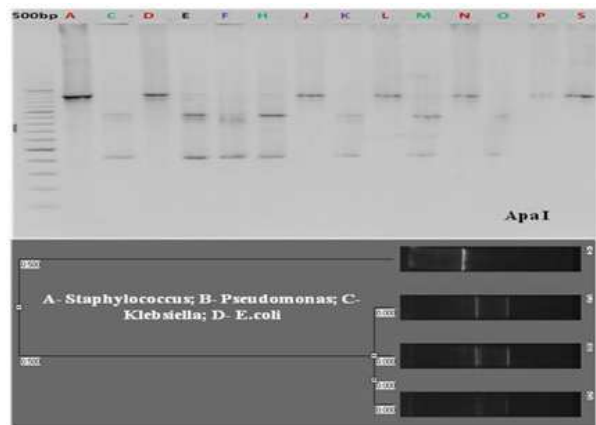 500bp A C - D E F H J K L M N O P S
ApaI
0.500
A- Staphylococcus; B- Pseudomonas; C-
Klebsiella; D- E.coli
0.000
0.500
0.000
0.000